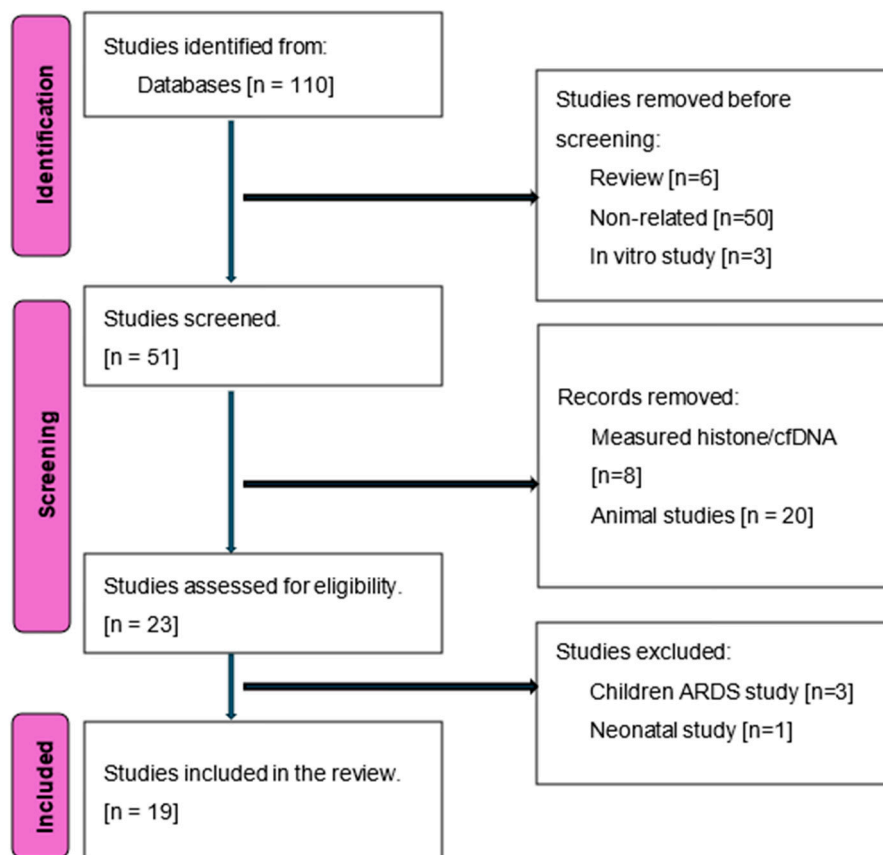 Identification
Studies identified from:
Databases [n = 110]
Studies removed before
screening:
Review [n=6]
Non-related [n=50]
In vitro study [n=3]
Screening
Studies screened.
[n = 51]
Records removed:
Measured histone/cfDNA
[n=8]
Animal studies [n = 20]
Studies assessed for eligibility.
[n = 23]
Studies excluded:
Children ARDS study [n=3]
Neonatal study [n=1]
Included
Studies included in the review.
[n = 19]